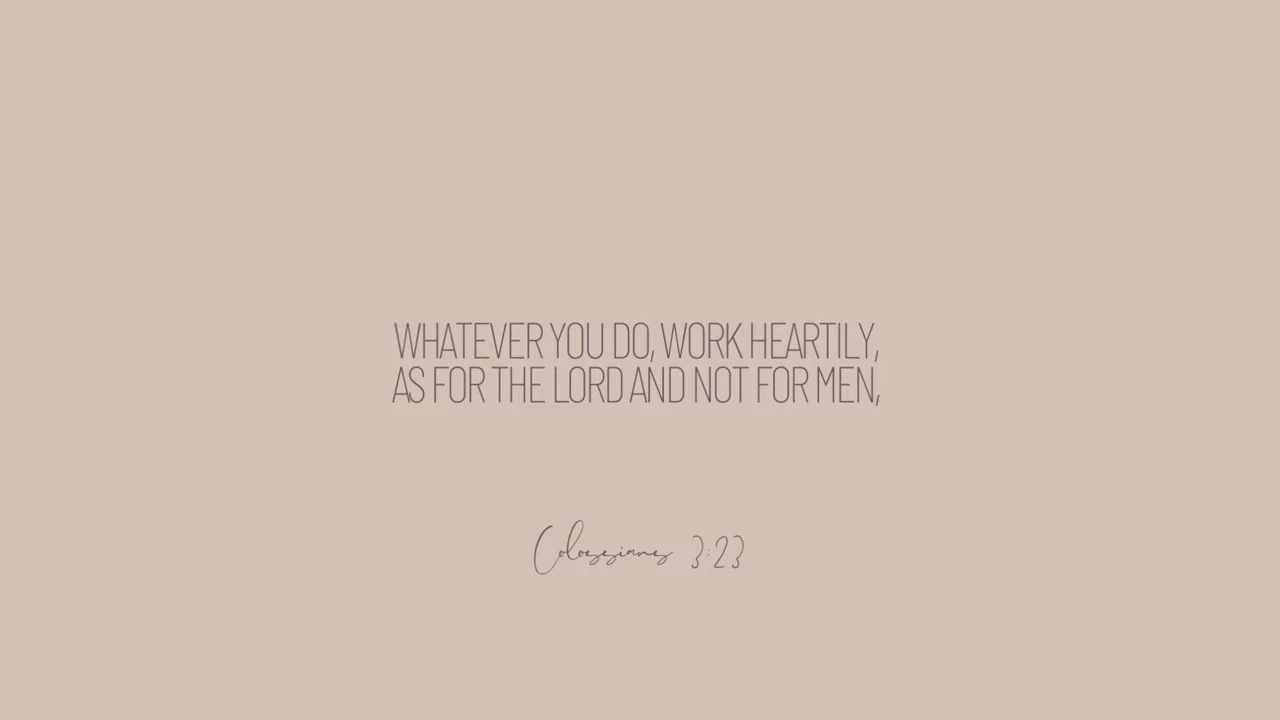 WHATEVER YOU DO, WORK HEARTILY,
AS FOR THE LORD AND NOT FOR MEN,
Colossians 3:23